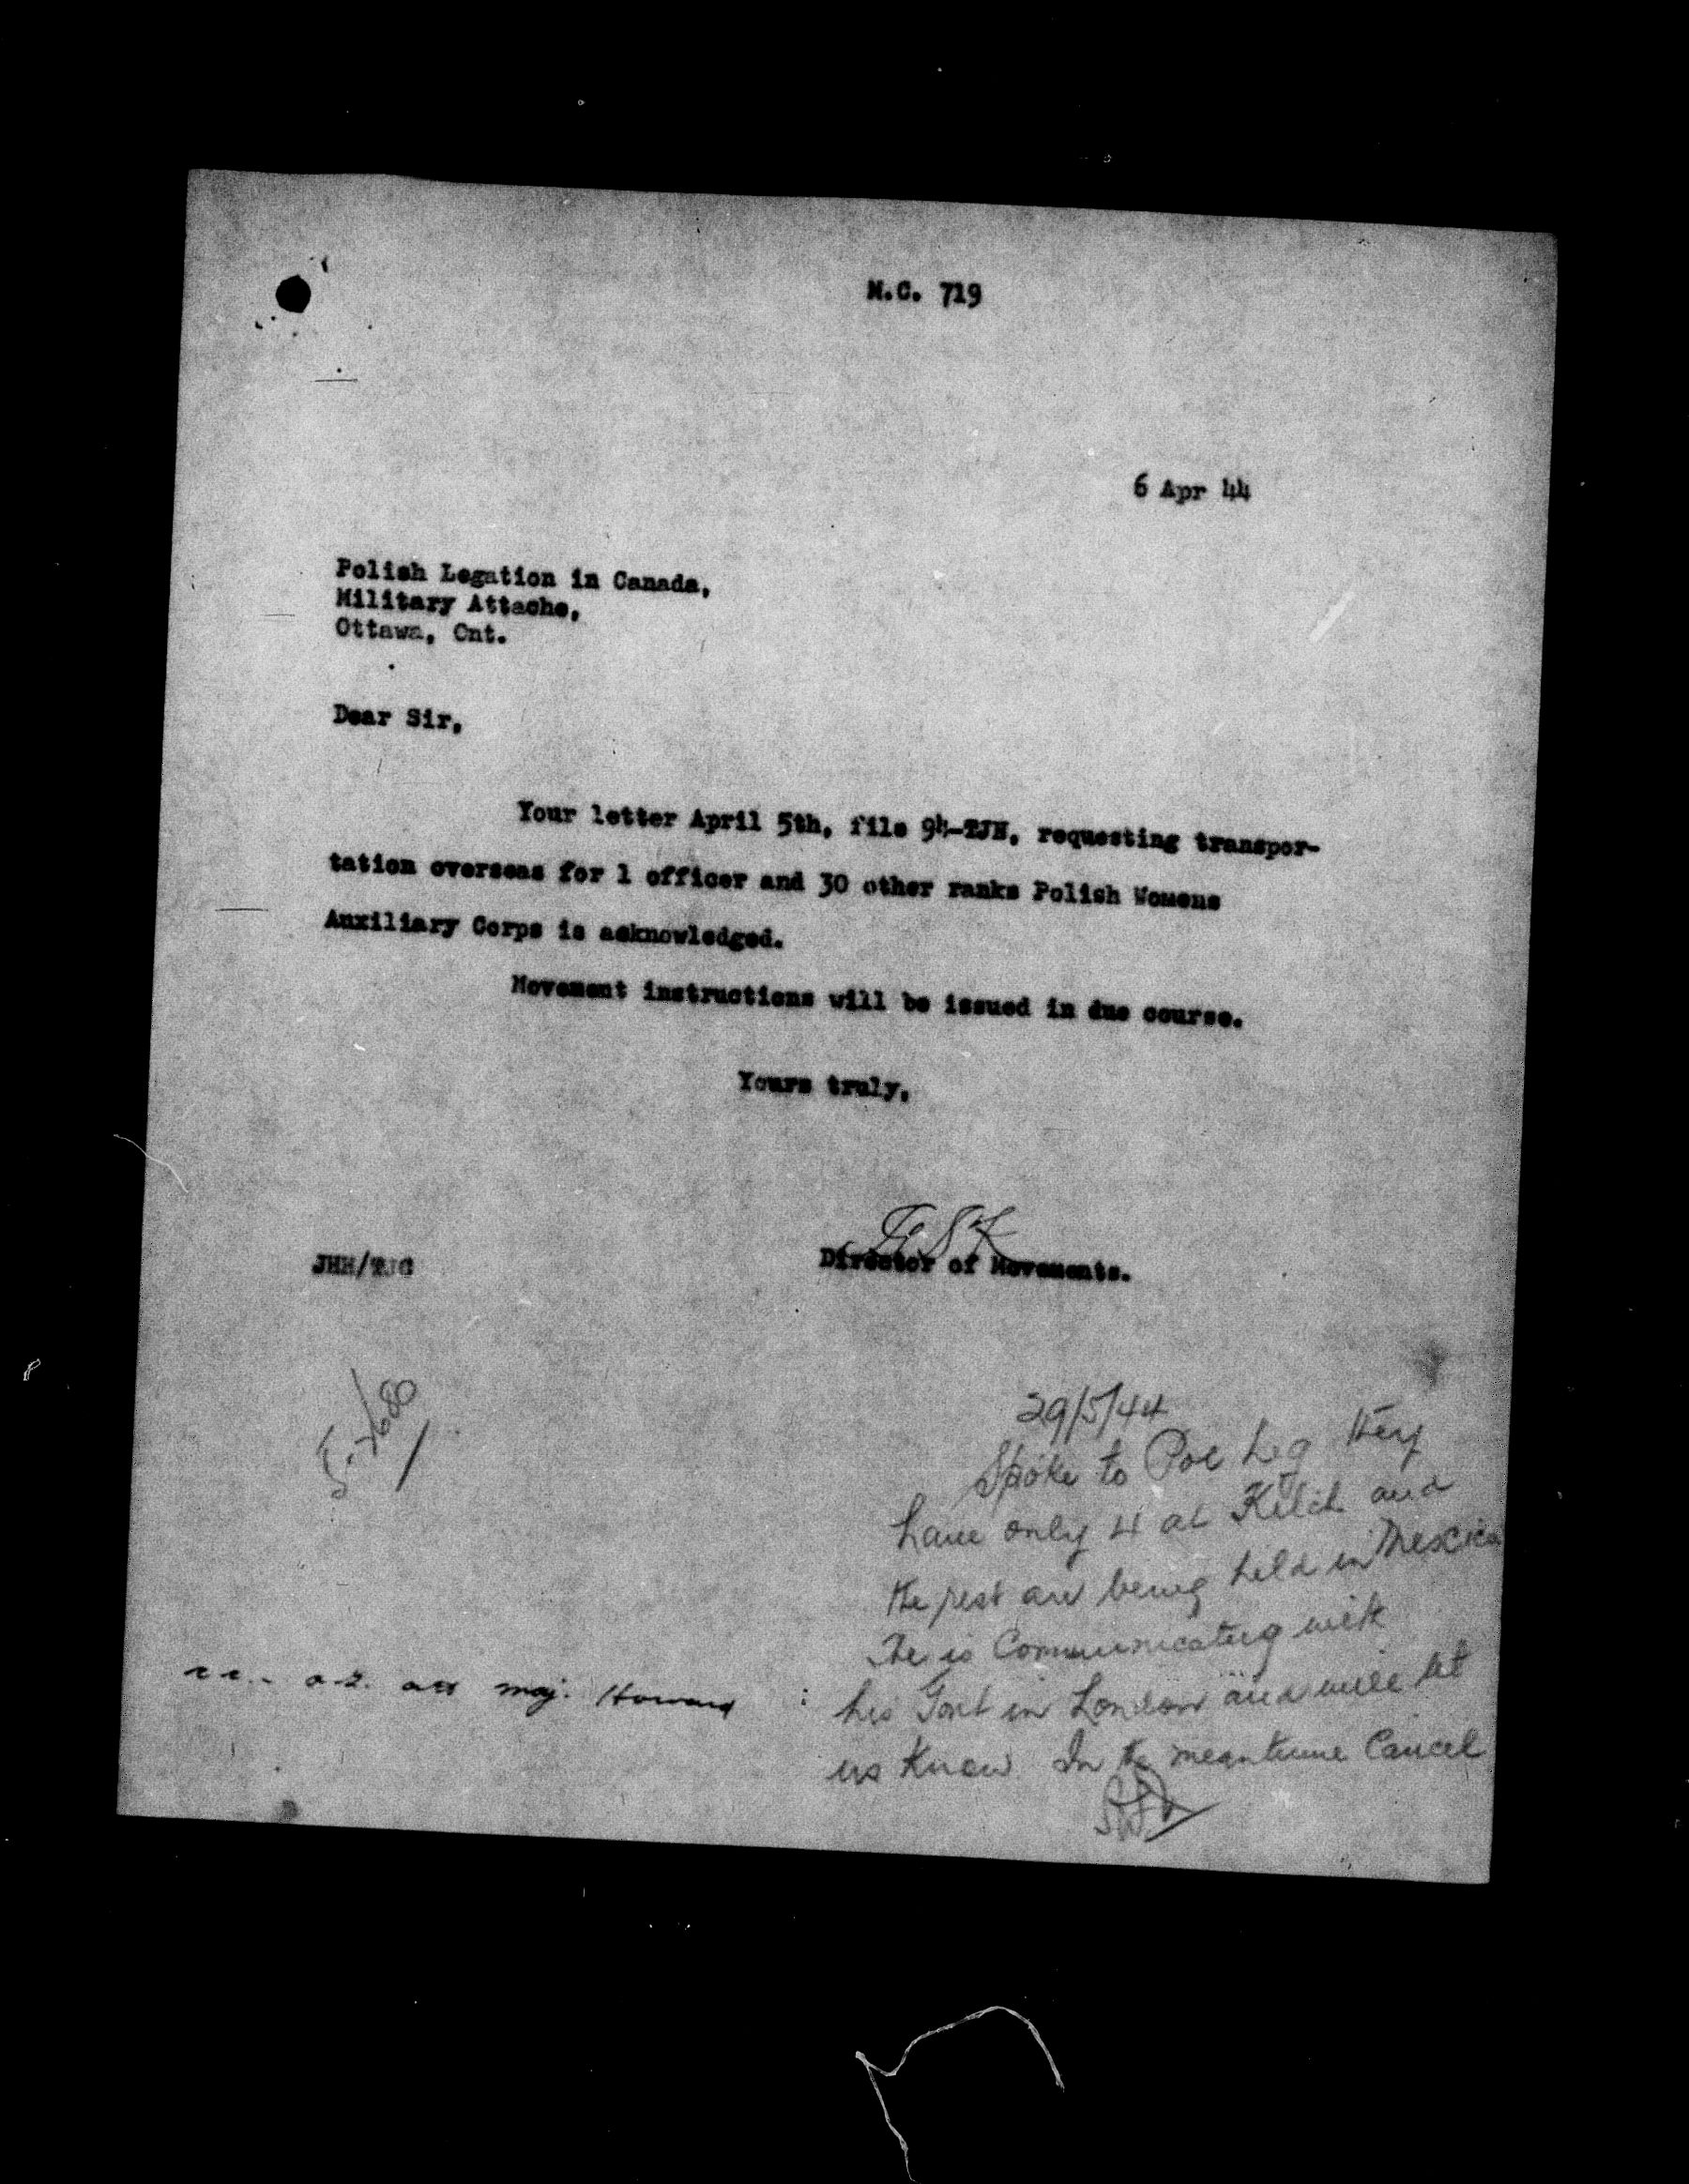 M.C. 719
6 Apr 44
Polish Legation in Canada,
Military Attache,
Ottawa, Ont.
Dear Sir,
Your letter April 5th, file 94-TJN, requesting transpor-
tation overseas for 1 officer and 30 other ranks Polish Womens
Auxiliary Corps is acknowledged.
Movement instructions will be issued in due course.
Yours truly,
Director of Movements.
JHH/TJC
29/5/44
Spoke to Pol Leg they
have only 4 at Kitch and
the rest are being held in Mexico
He is Communicating with
his Govt in London and will let
us know In the meantime Cancel
Maj. Howard